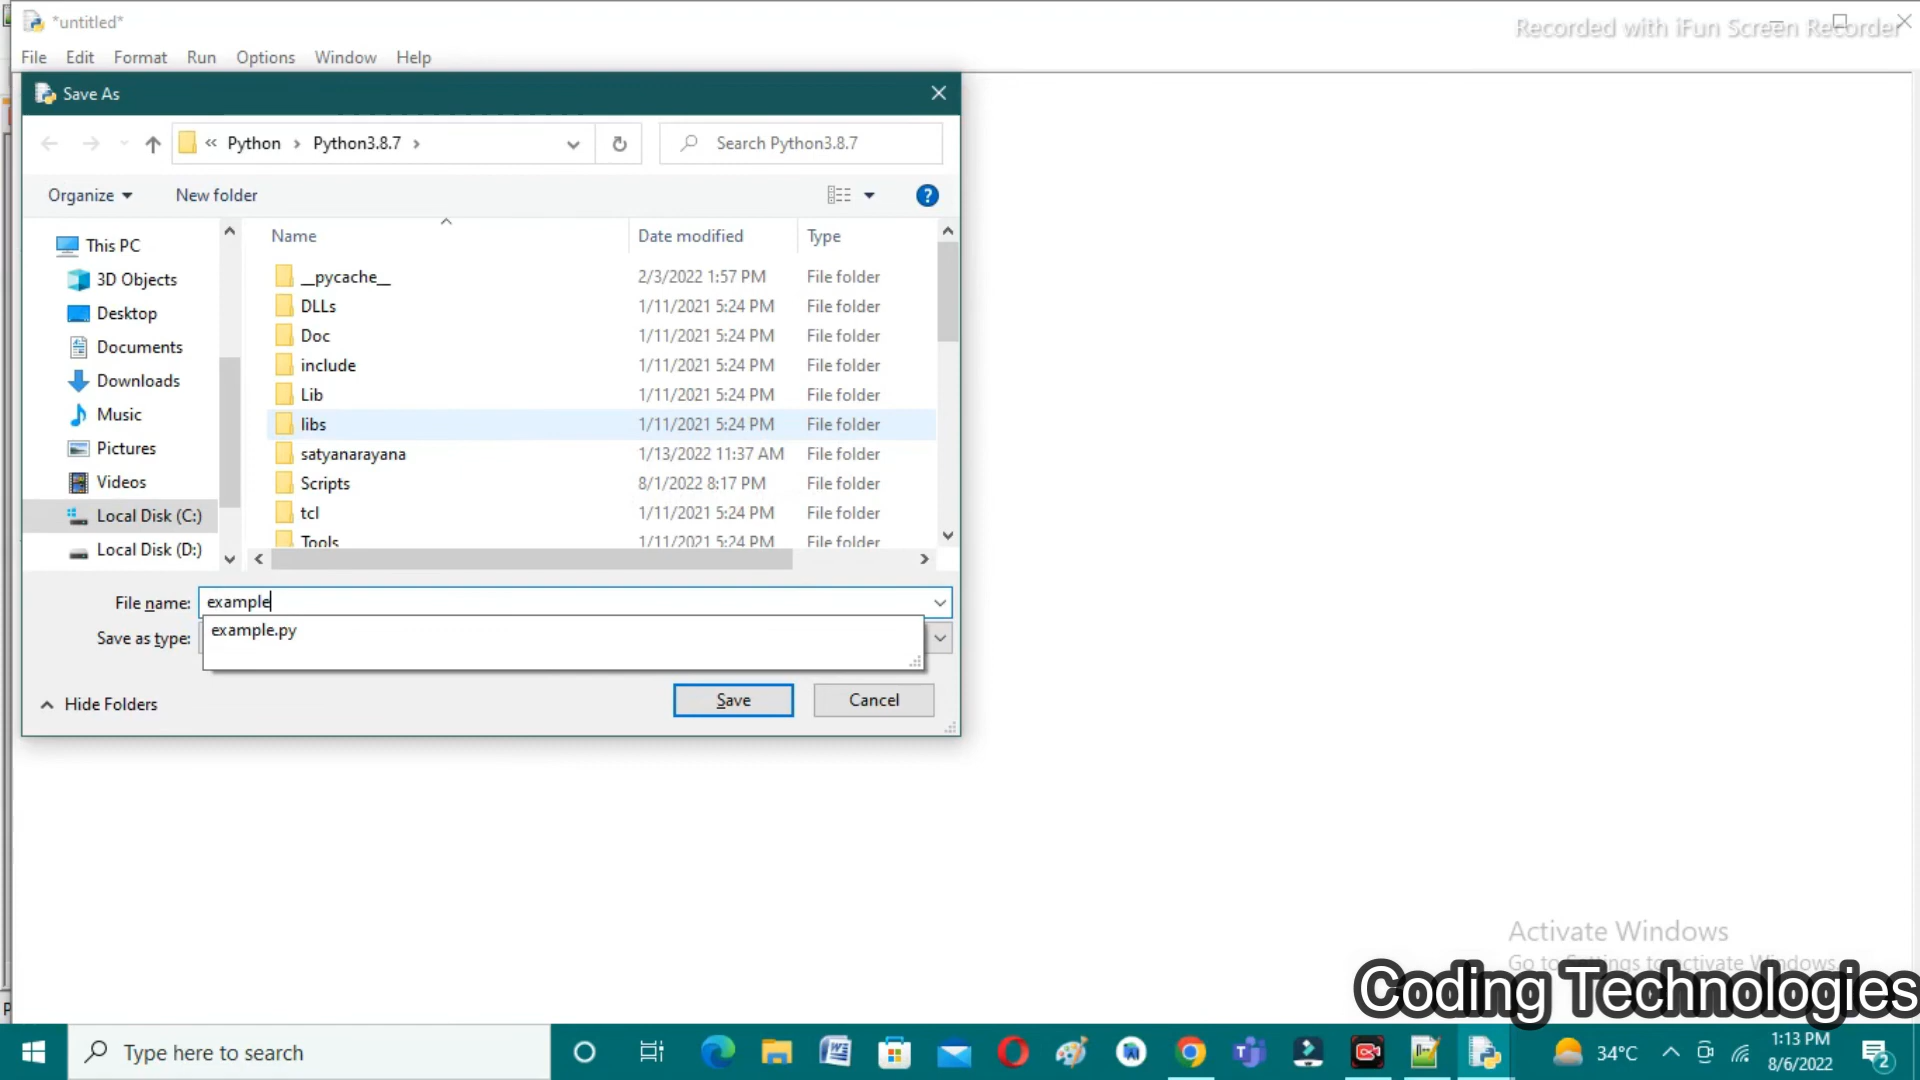 *untitled*
Recorded with iFun Screen Recorder
File Edit Format Run Options Window Help
Save As
« Python › Python3.8.7 ›
Search Python3.8.7
Organize
New folder
Name Date modified Type
This PC
3D Objects
Desktop
Documents
Downloads
Music
Pictures
Videos
Local Disk (C:)
Local Disk (D:)
__pycache__ 2/3/2022 1:57 PM File folder
DLLs 1/11/2021 5:24 PM File folder
Doc 1/11/2021 5:24 PM File folder
include 1/11/2021 5:24 PM File folder
Lib 1/11/2021 5:24 PM File folder
libs 1/11/2021 5:24 PM File folder
satyanarayana 1/13/2022 11:37 AM File folder
Scripts 8/1/2022 8:17 PM File folder
tcl 1/11/2021 5:24 PM File folder
Tools 1/11/2021 5:24 PM File folder
File name: example
example.py
Save as type:
Hide Folders
Save
Cancel
Activate Windows
Go to Settings to activate Windows.
Coding Technologies
Type here to search
34°C
1:13 PM
8/6/2022
2